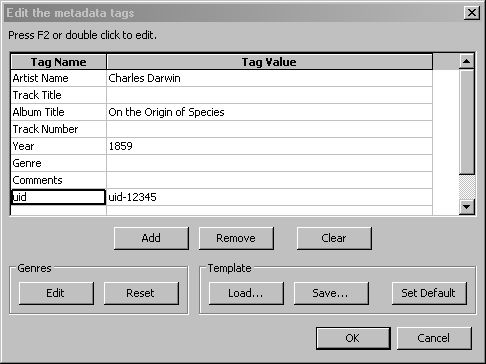 Edit the metadata tags
Press F2 or double click to edit.
Tag Name Tag Value
Artist Name Charles Darwin
Track Title
Album Title On the Origin of Species
Track Number
Year 1859
Genre
Comments
uid uid-12345
Add Remove Clear
Genres Template
Edit Reset Load... Save... Set Default
OK Cancel